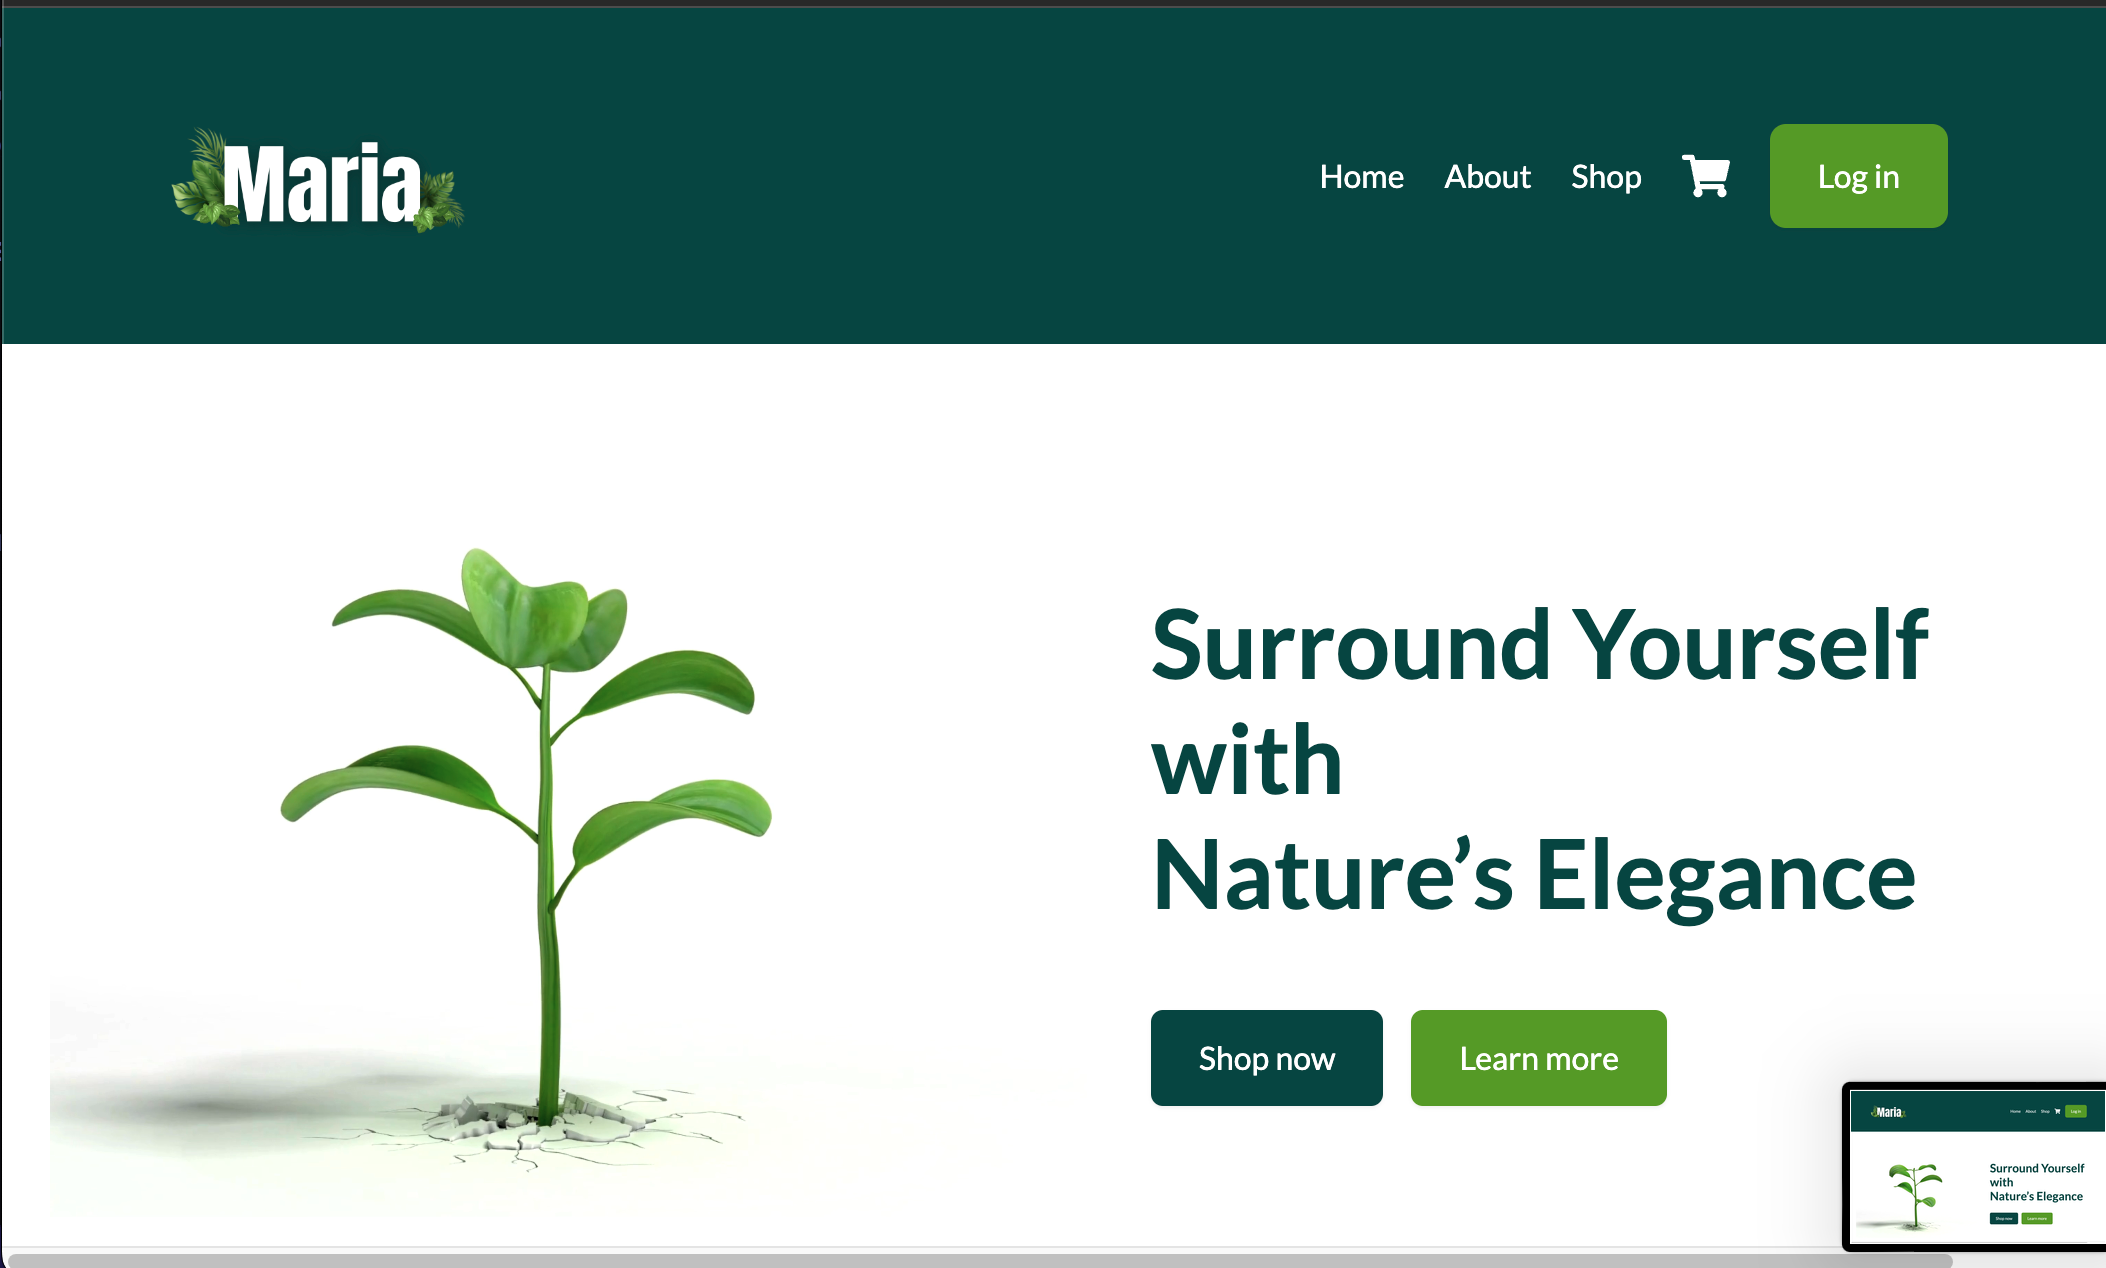 Maria
Home About Shop Log in
Surround Yourself
with
Nature’s Elegance
Shop now Learn more
Maria
Home About Shop Log in
Surround Yourself
with
Nature’s Elegance
Shop now Learn more